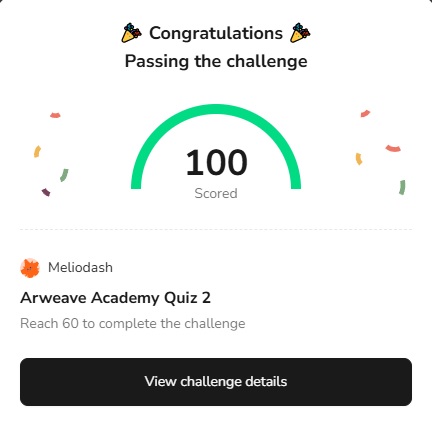 Congratulations
Passing the challenge
100
Scored
Meliodash
Arweave Academy Quiz 2
Reach 60 to complete the challenge
View challenge details